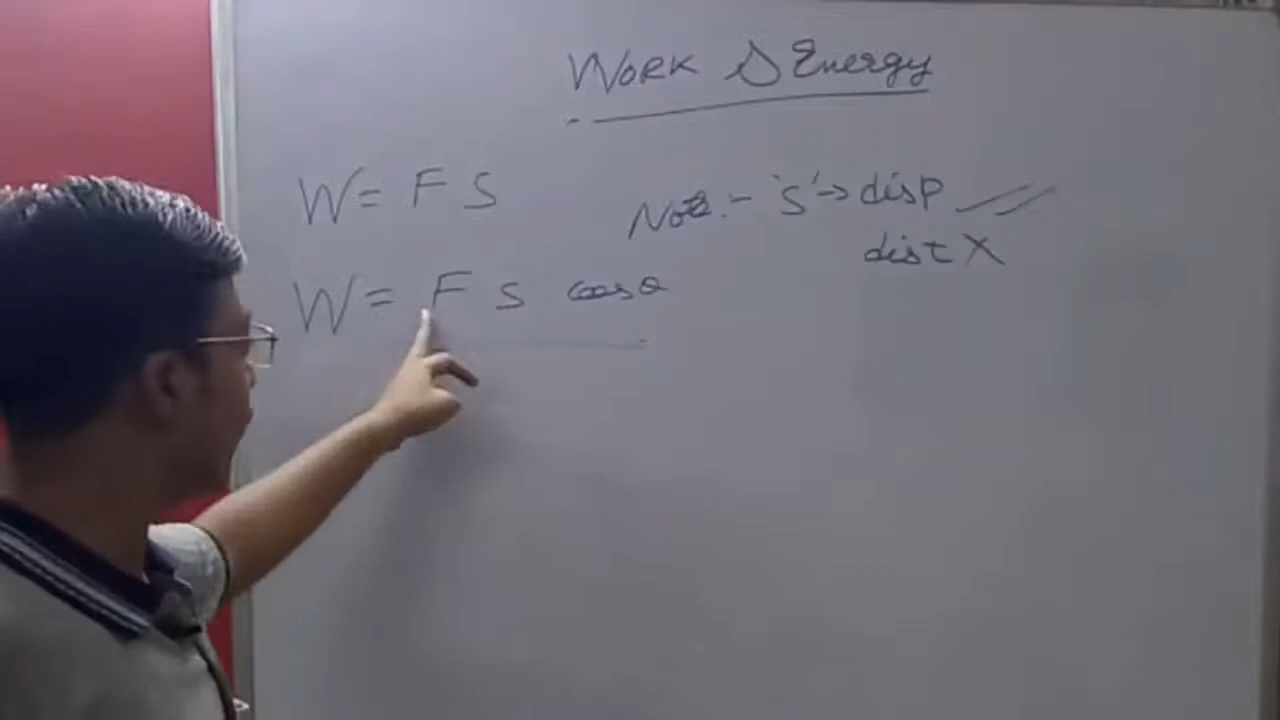 Work & Energy
W = F S
W = F S cosθ
Note:- 'S' → disp
dist X